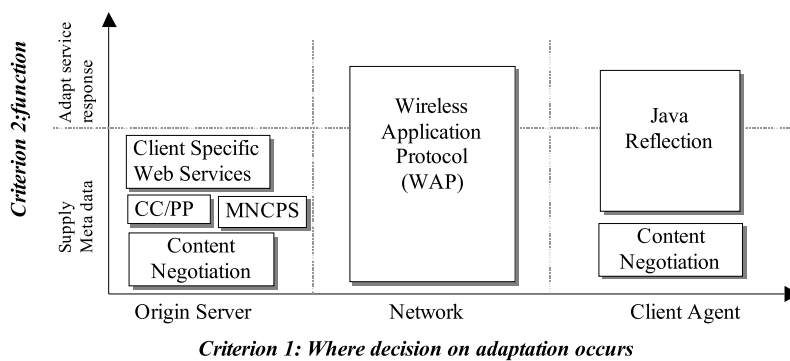 Criterion 2:function
Adapt service
response
Supply
Meta data
Client Specific
Web Services
CC/PP
MNCPS
Content
Negotiation
Wireless
Application
Protocol
(WAP)
Java
Reflection
Content
Negotiation
Origin Server
Network
Client Agent
Criterion 1: Where decision on adaptation occurs